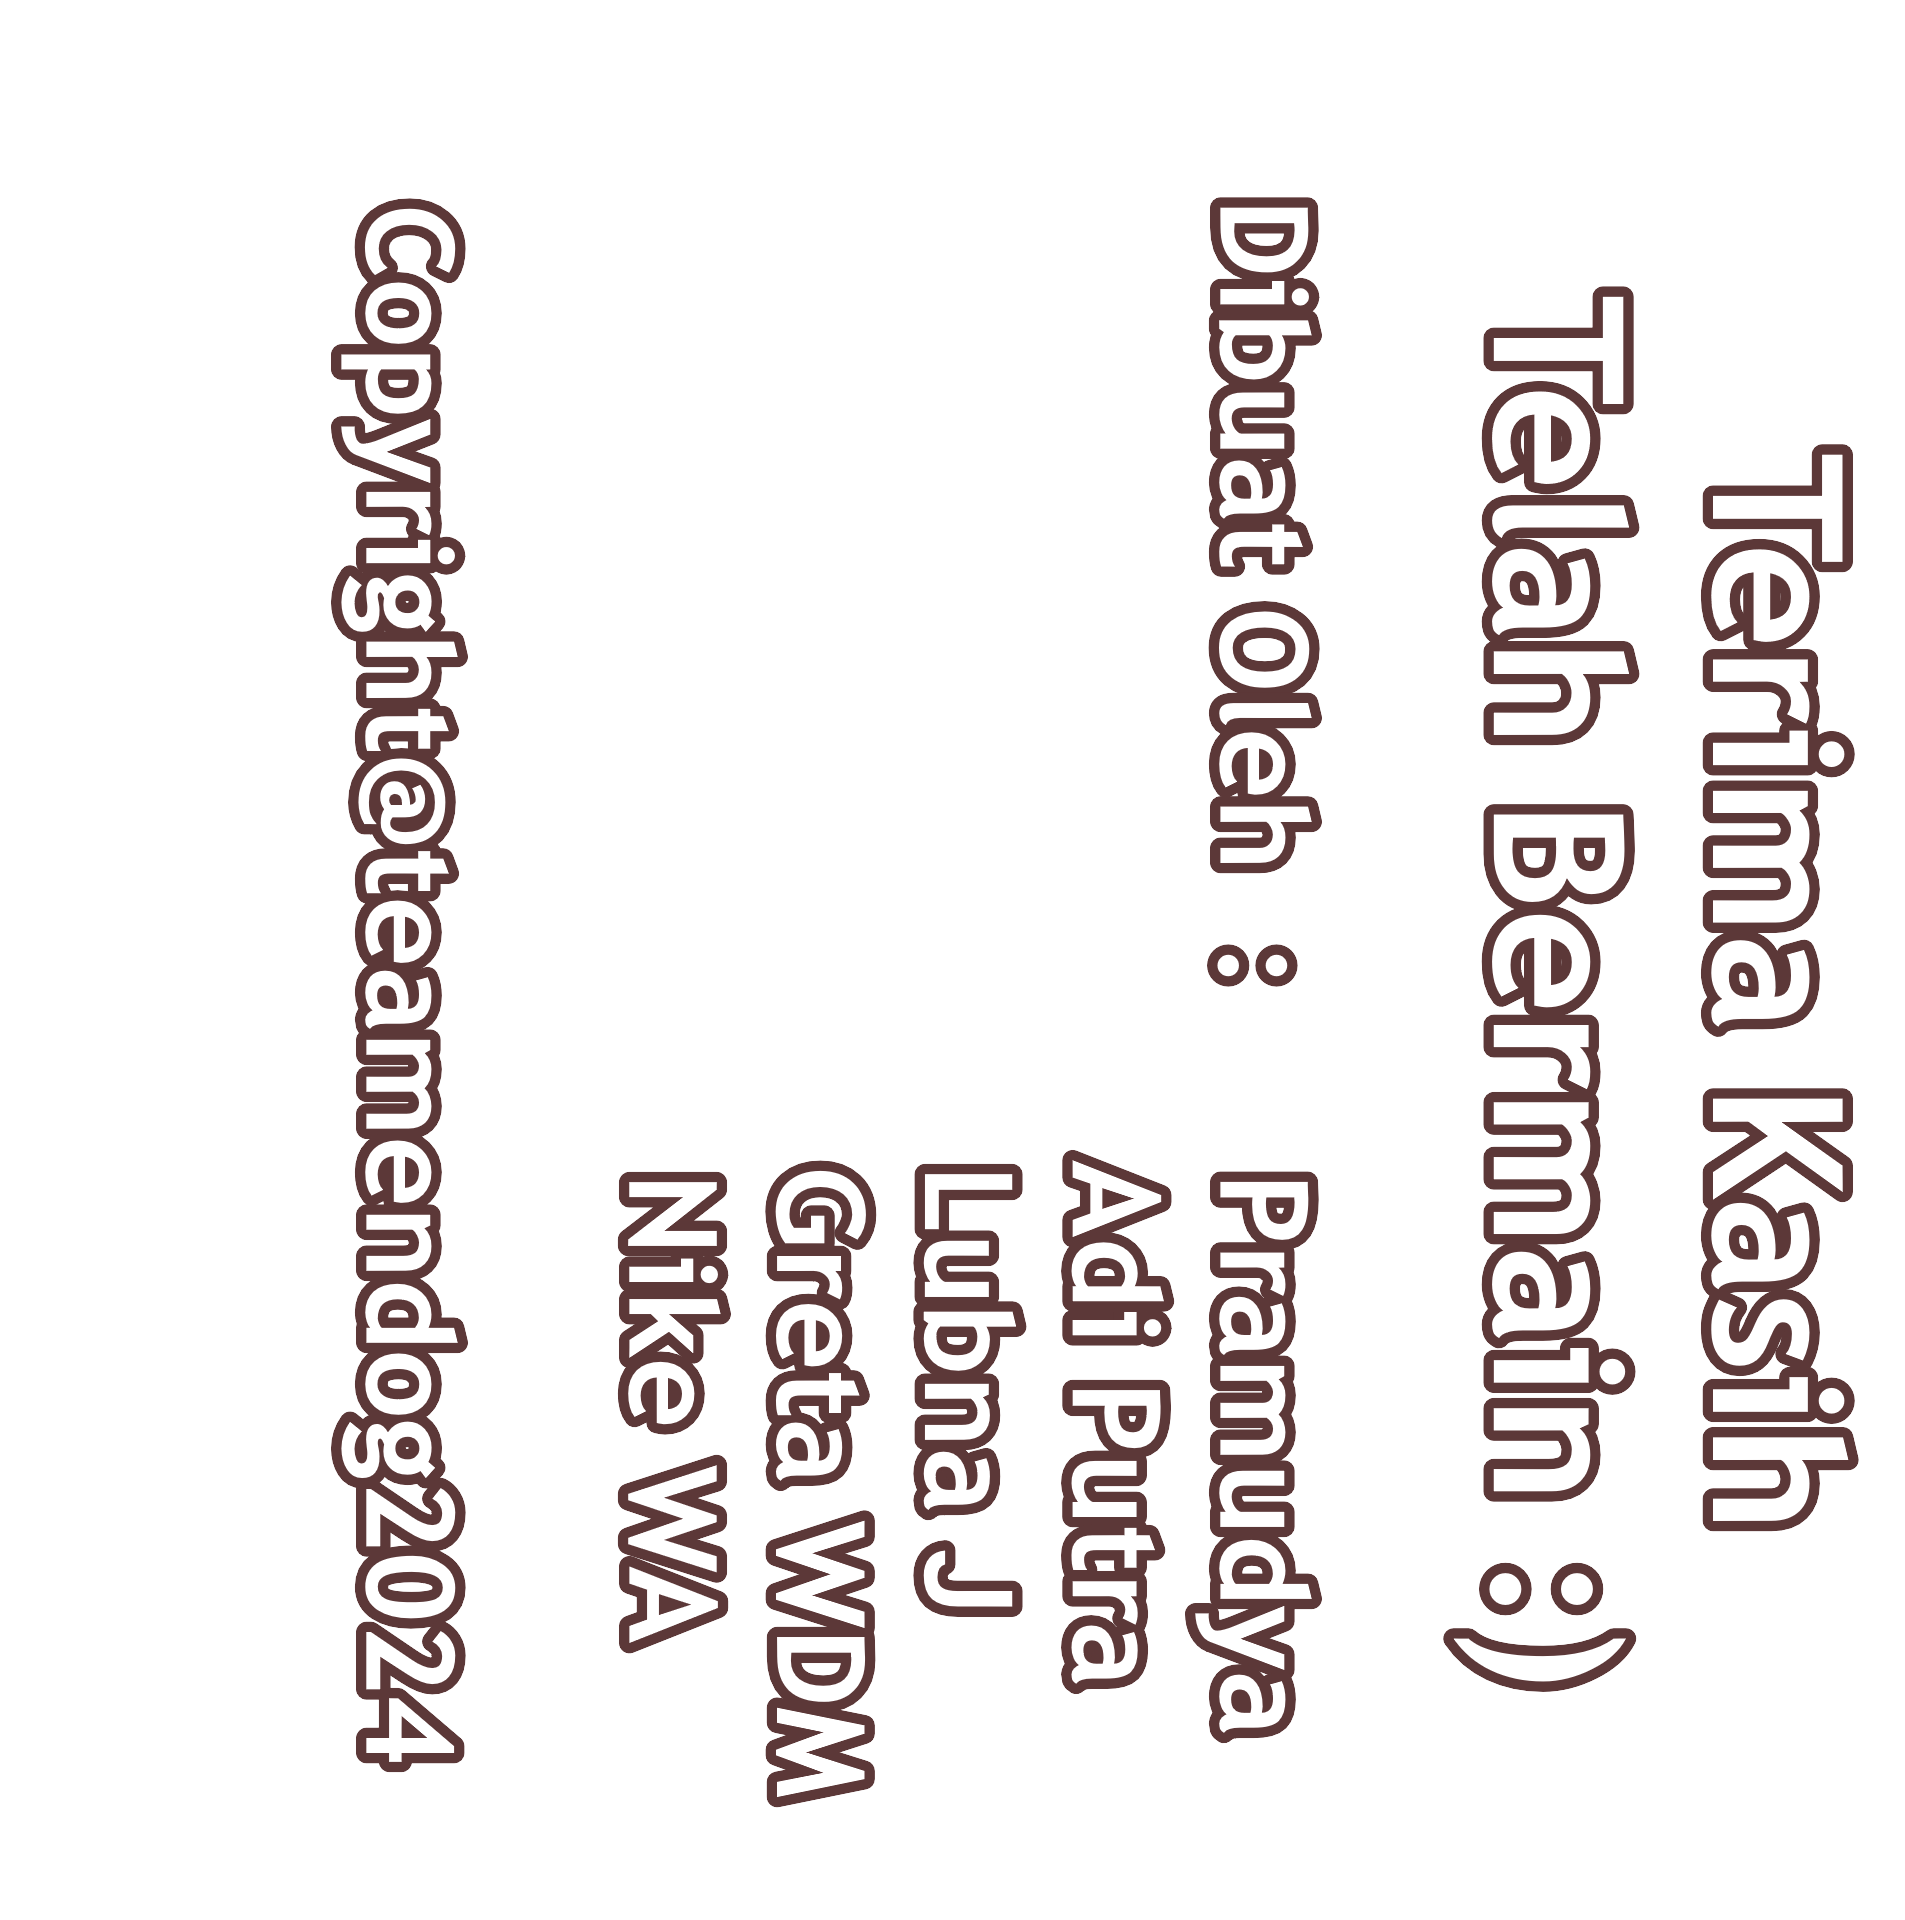 Terima Kasih
Telah Bermain :)
Dibuat Oleh : Pramudya
Adi Putra
Lubna J
Greta WDM
Nike WA
Copyright@teamendog2024